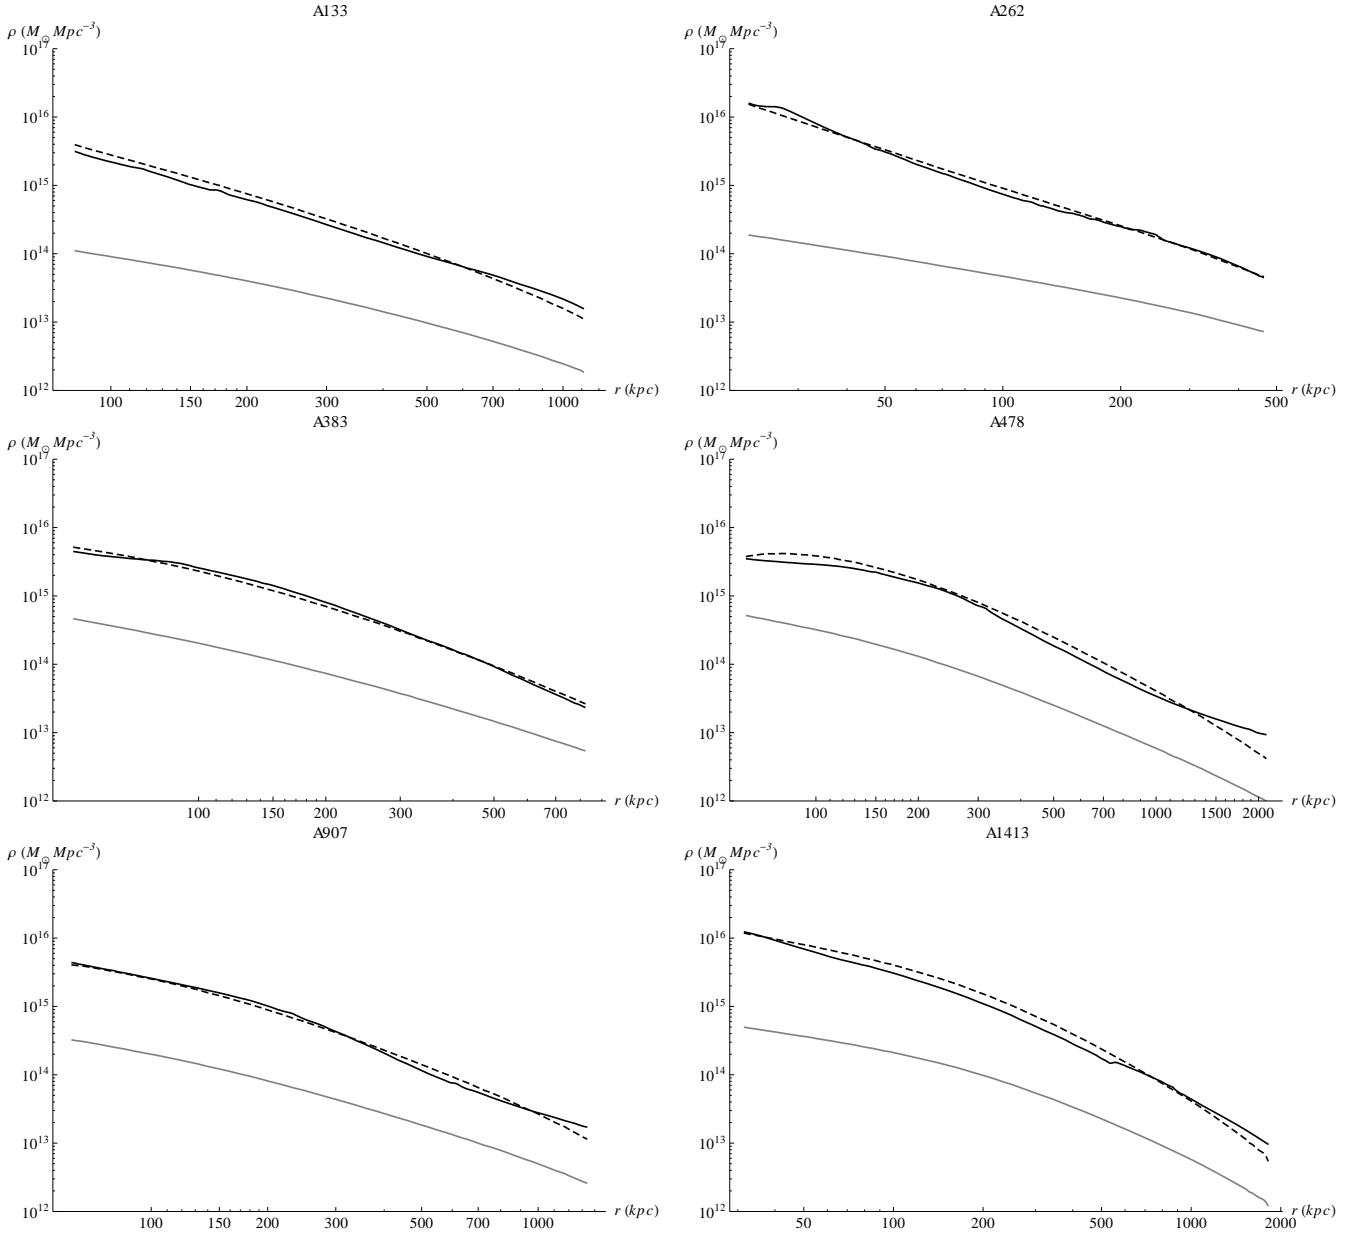 A133
ρ (M⊙ Mpc⁻³)
10¹⁷
10¹⁶
10¹⁵
10¹⁴
10¹³
10¹²
100 150 200 300 500 700 1000
r (kpc)
A262
ρ (M⊙ Mpc⁻³)
10¹⁷
10¹⁶
10¹⁵
10¹⁴
10¹³
10¹²
50 100 200 500
r (kpc)
A383
ρ (M⊙ Mpc⁻³)
10¹⁷
10¹⁶
10¹⁵
10¹⁴
10¹³
10¹²
100 150 200 300 500 700
r (kpc)
A478
ρ (M⊙ Mpc⁻³)
10¹⁷
10¹⁶
10¹⁵
10¹⁴
10¹³
10¹²
100 150 200 300 500 700 1000 1500 2000
r (kpc)
A907
ρ (M⊙ Mpc⁻³)
10¹⁷
10¹⁶
10¹⁵
10¹⁴
10¹³
10¹²
100 150 200 300 500 700 1000
r (kpc)
A1413
ρ (M⊙ Mpc⁻³)
10¹⁷
10¹⁶
10¹⁵
10¹⁴
10¹³
10¹²
50 100 200 500 1000 2000
r (kpc)